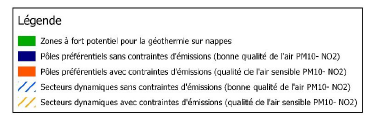 Légende
Zones à fort potentiel pour la géothermie sur nappes
Pôles préférentiels sans contraintes d'émissions (bonne qualité de l'air PM10- NO2)
Pôles préférentiels avec contraintes d'émissions (qualité de l'air sensible PM10- NO2)
Secteurs dynamiques sans contraintes d'émissions (bonne qualité de l'air PM10- NO2)
Secteurs dynamiques avec contraintes d'émissions (qualité de l'air sensible PM10- NO2)